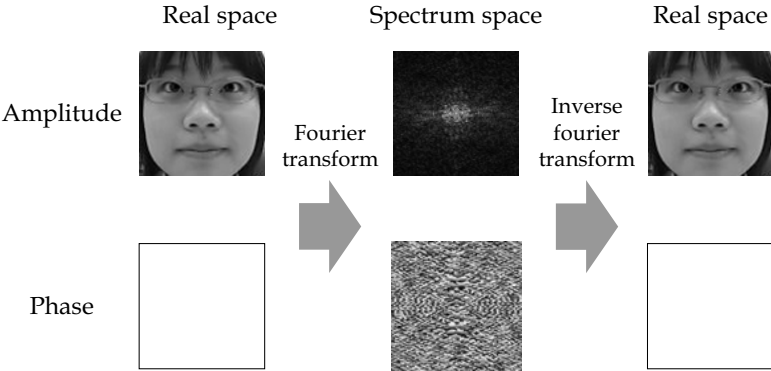 Real space
Spectrum space
Real space
Amplitude
Fourier
transform
Inverse
fourier
transform
Phase